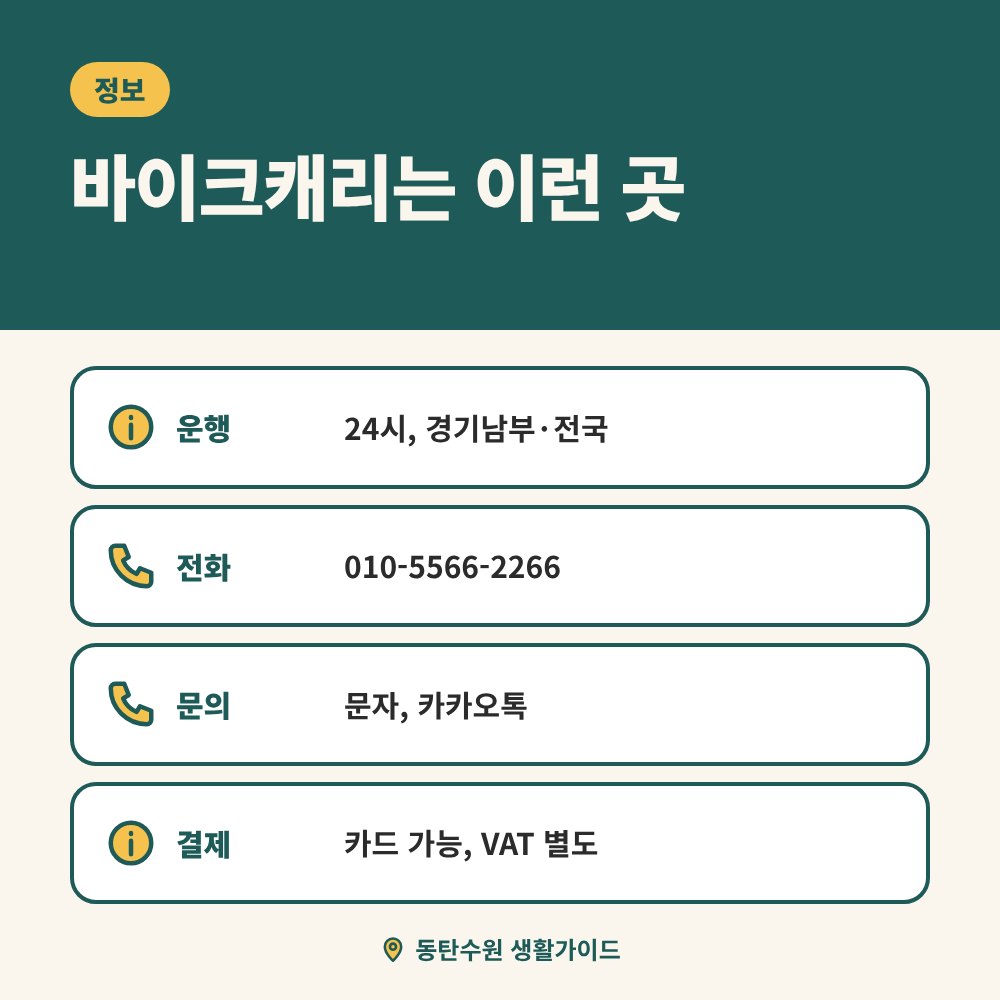 정보
바이크캐리는 이런 곳
운행 24시, 경기남부·전국
전화 010-5566-2266
문의 문자, 카카오톡
결제 카드 가능, VAT 별도
동탄수원 생활가이드